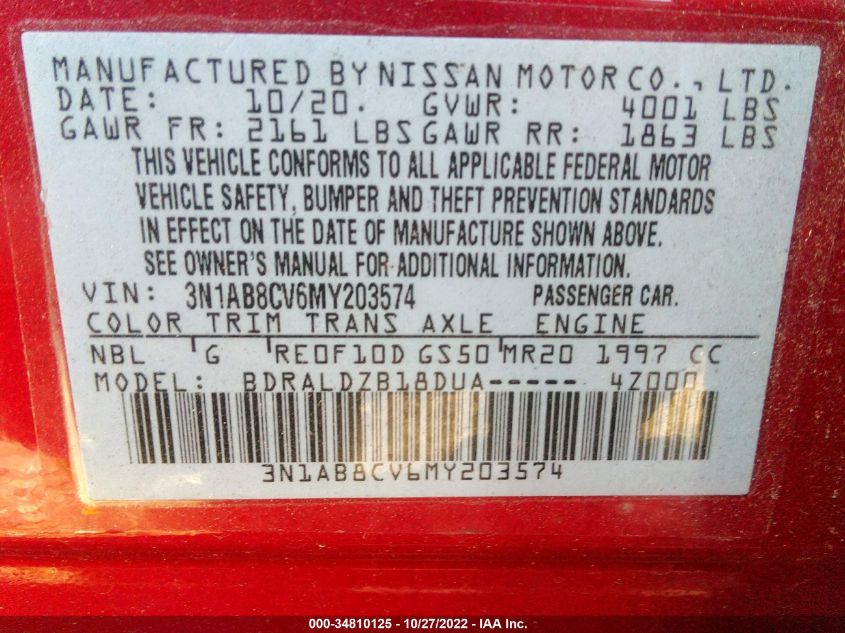 MANUFACTURED BY NISSAN MOTOR CO., LTD.
DATE: 10/20. GVWR: 4001 LBS
GAWR FR: 2161 LBS GAWR RR: 1863 LBS
THIS VEHICLE CONFORMS TO ALL APPLICABLE FEDERAL MOTOR
VEHICLE SAFETY, BUMPER AND THEFT PREVENTION STANDARDS
IN EFFECT ON THE DATE OF MANUFACTURE SHOWN ABOVE.
SEE OWNER'S MANUAL FOR ADDITIONAL INFORMATION.
VIN: 3N1AB8CV6MY203574 PASSENGER CAR.
COLOR TRIM TRANS AXLE ENGINE
NBL G RE0F10D GS50 MR20 1997 CC
MODEL: BDRALDZB18DUA----- 4Z000
3N1AB8CV6MY203574
000-34810125 - 10/27/2022 - IAA Inc.